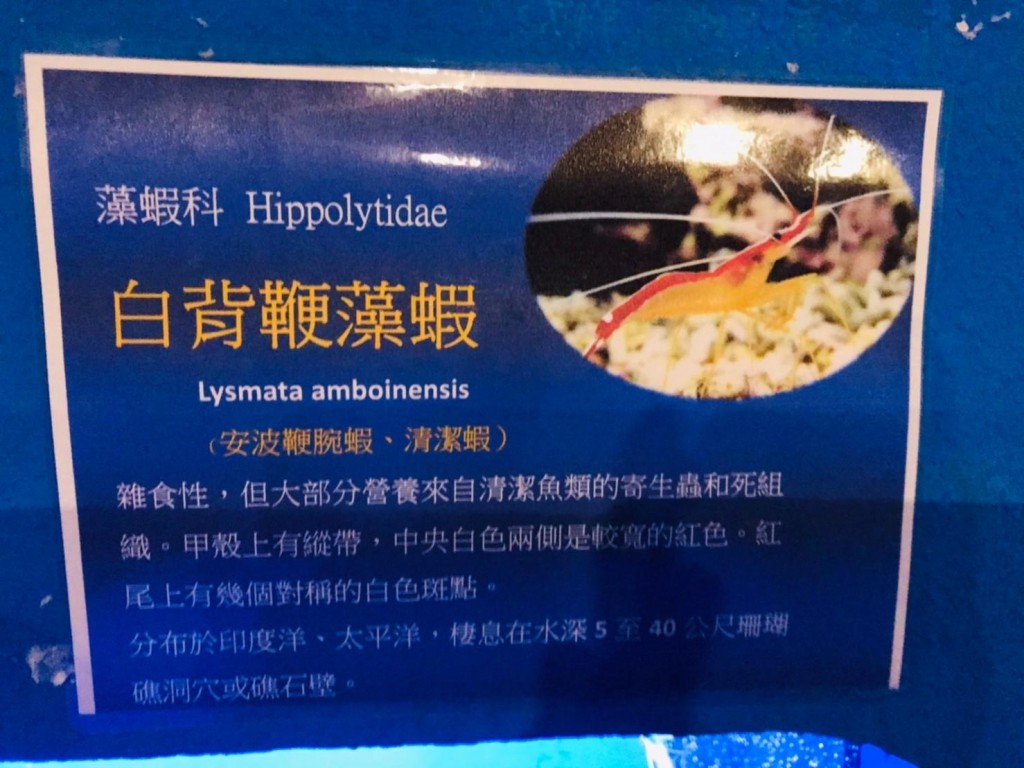 藻蝦科 Hippolytidae
白背鞭藻蝦
Lysmata amboinensis
（安波鞭腕蝦、清潔蝦）
雜食性，但大部分營養來自清潔魚類的寄生蟲和死組
織。甲殼上有縱帶，中央白色兩側是較寬的紅色。紅
尾上有幾個對稱的白色斑點。
分布於印度洋、太平洋，棲息在水深 5 至 40 公尺珊瑚
礁洞穴或礁石壁。